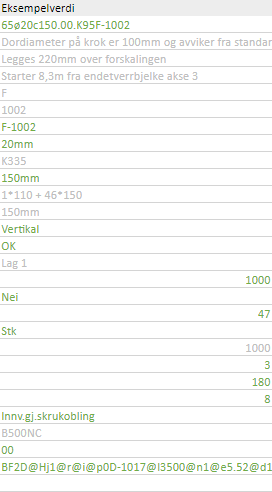 Eksempelverdi
65ø20c150.00.K95F-1002
Dordiameter på krok er 100mm og avviker fra standar
Legges 220mm over forskalingen
Starter 8,3m fra endetverrbjelke akse 3
F
1002
F-1002
20mm
K335
150mm
1*110 + 46*150
150mm
Vertikal
OK
Lag 1
1000
Nei
47
Stk
1000
3
180
8
Innv.gj.skrukobling
B500NC
00
BF2D@Hj1@r@i@p0D-1017@l3500@n1@e5.52@d1